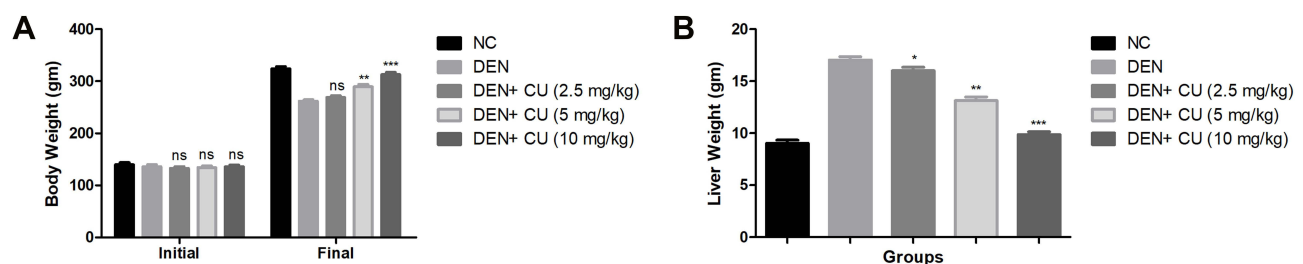 A
Body Weight (gm)
400
300
200
100
0
ns
ns
ns
ns
**
***
Initial
Final
NC
DEN
DEN+ CU (2.5 mg/kg)
DEN+ CU (5 mg/kg)
DEN+ CU (10 mg/kg)
B
Liver Weight (gm)
20
15
10
5
0
*
**
***
Groups
NC
DEN
DEN+ CU (2.5 mg/kg)
DEN+ CU (5 mg/kg)
DEN+ CU (10 mg/kg)